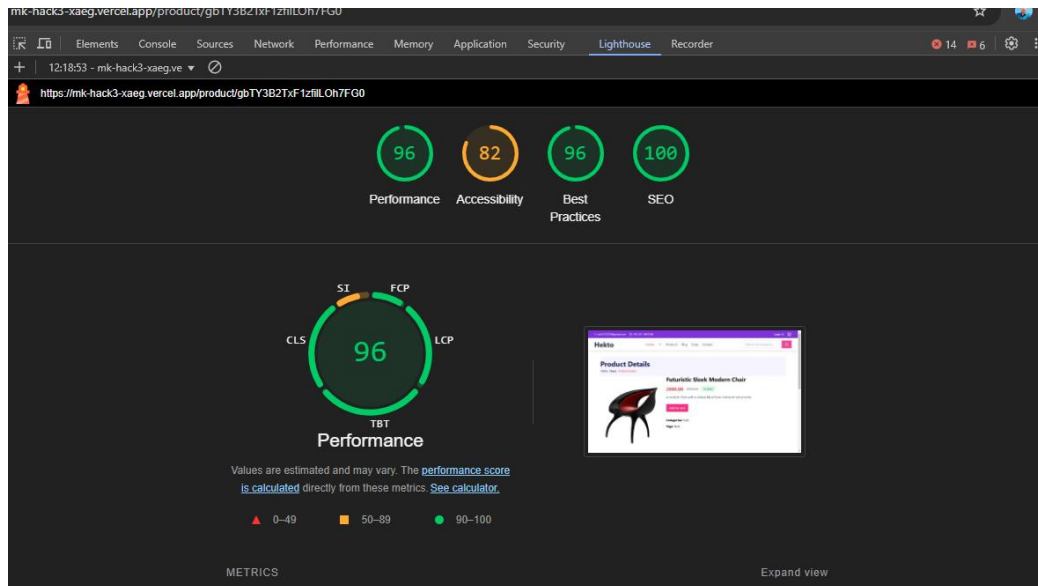 mk-hack3-xaeg.vercel.app/product/gbTY3B2TxF1zfilLOh7FG0
Elements Console Sources Network Performance Memory Application Security Lighthouse Recorder 14 6
12:18:53 - mk-hack3-xaeg.ve
https://mk-hack3-xaeg.vercel.app/product/gbTY3B2TxF1zfilLOh7FG0
96 82 96 100
Performance Accessibility Best Practices SEO
SI FCP
CLS LCP
96
TBT
Performance
Values are estimated and may vary. The performance score
is calculated directly from these metrics. See calculator.
0–49 50–89 90–100
Hekto
Product Details
Futuristic Sleek Modern Chair
METRICS Expand view